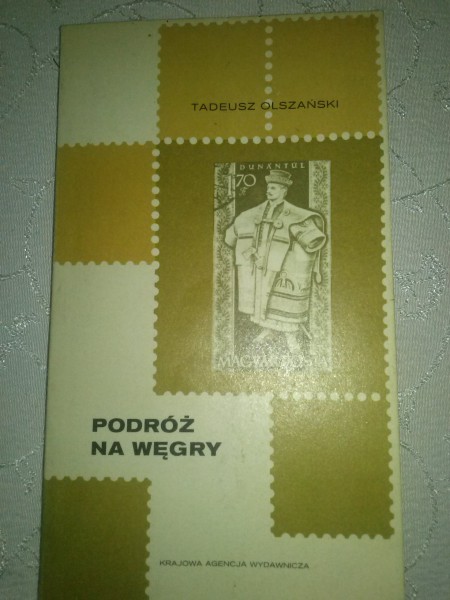 TADEUSZ OLSZAŃSKI
DUNÁNTÚL
1'70
MAGYAR POSTA
PODRÓŻ
NA WĘGRY
KRAJOWA AGENCJA WYDAWNICZA